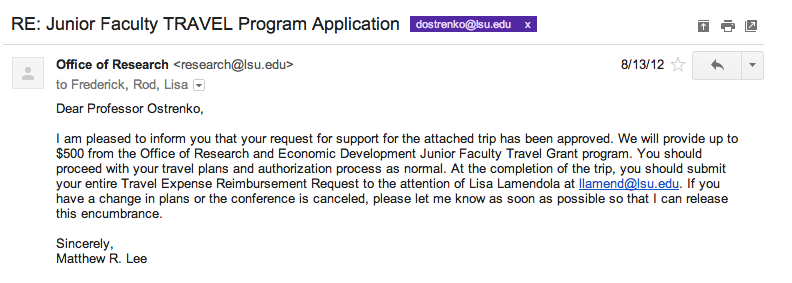 RE: Junior Faculty TRAVEL Program Application dostrenko@lsu.edu x
Office of Research <research@lsu.edu> 8/13/12
to Frederick, Rod, Lisa
Dear Professor Ostrenko,
I am pleased to inform you that your request for support for the attached trip has been approved. We will provide up to
$500 from the Office of Research and Economic Development Junior Faculty Travel Grant program. You should
proceed with your travel plans and authorization process as normal. At the completion of the trip, you should submit
your entire Travel Expense Reimbursement Request to the attention of Lisa Lamendola at llamend@lsu.edu. If you
have a change in plans or the conference is canceled, please let me know as soon as possible so that I can release
this encumbrance.
Sincerely,
Matthew R. Lee